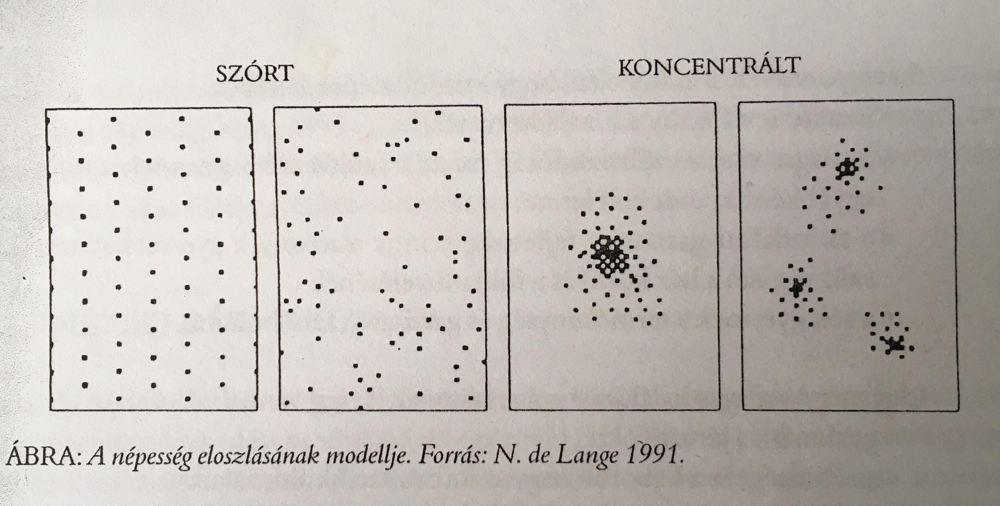 SZÓRT
KONCENTRÁLT
ÁBRA: A népesség eloszlásának modellje. Forrás: N. de Lange 1991.